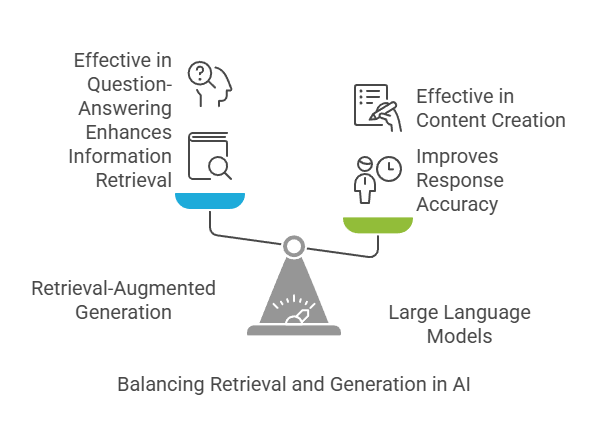 Effective in
Question-
Answering
Enhances
Information
Retrieval
Effective in
Content Creation
Improves
Response
Accuracy
Retrieval-Augmented
Generation
Large Language
Models
Balancing Retrieval and Generation in AI